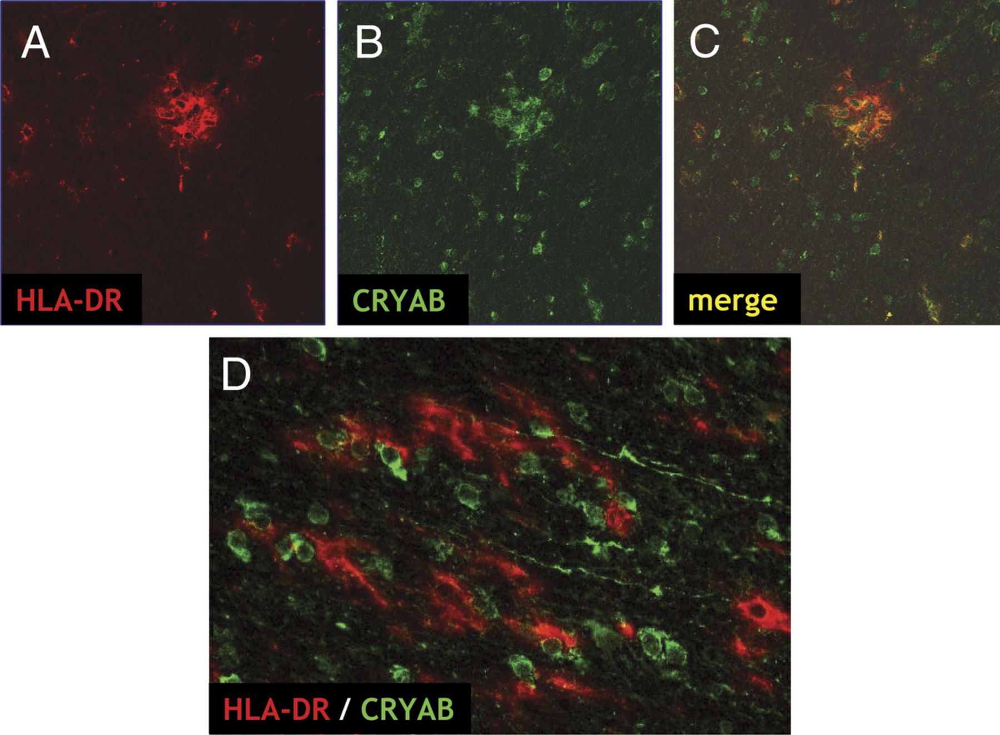 A
HLA-DR
B
CRYAB
C
merge
D
HLA-DR / CRYAB